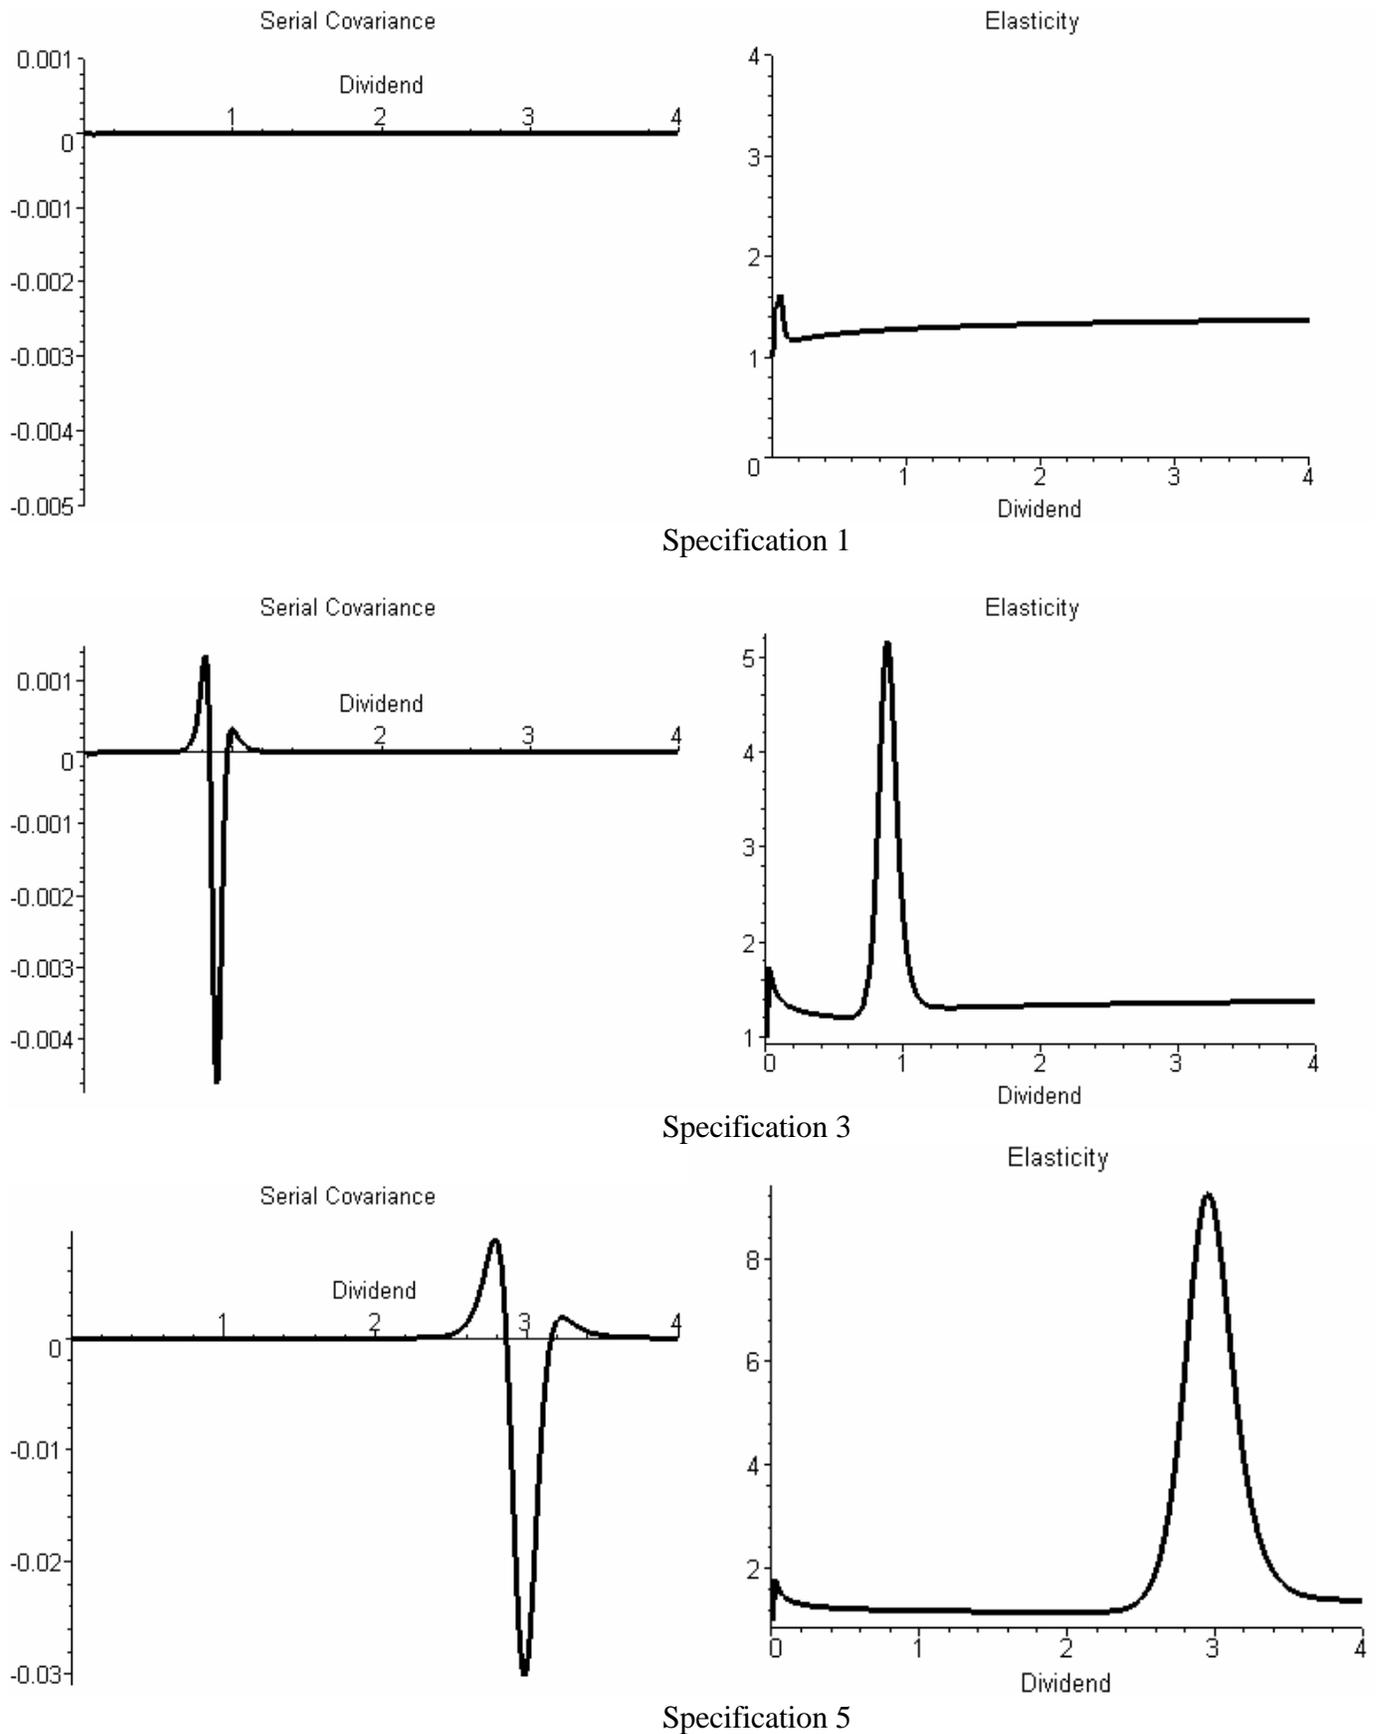 Serial Covariance
0.001
Dividend
1 2 3 4
0
-0.001
-0.002
-0.003
-0.004
-0.005
Elasticity
4
3
2
1
0
1 2 3 4
Dividend
Specification 1
Serial Covariance
0.001
Dividend
2 3 4
0
-0.001
-0.002
-0.003
-0.004
Elasticity
5
4
3
2
1
0 1 2 3 4
Dividend
Specification 3
Serial Covariance
Dividend
1 2 3 4
0
-0.01
-0.02
-0.03
Elasticity
8
6
4
2
0 1 2 3 4
Dividend
Specification 5